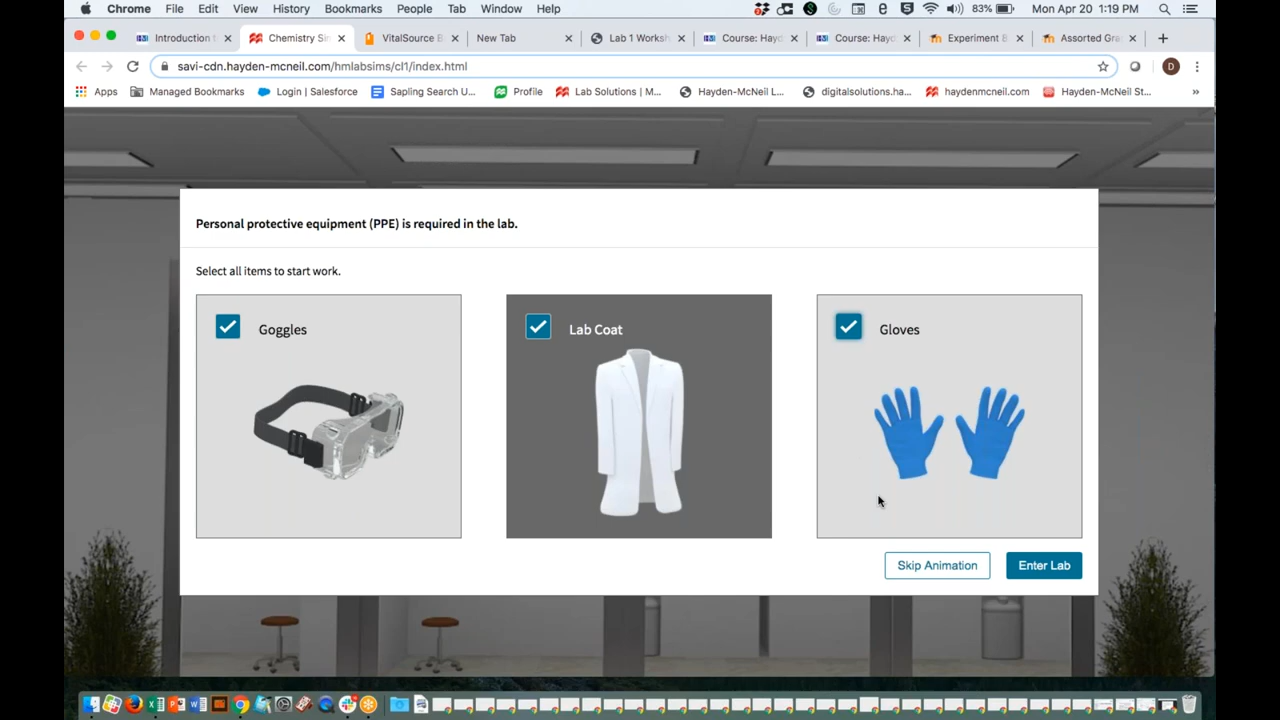 Chrome File Edit View History Bookmarks People Tab Window Help 83% Mon Apr 20 1:19 PM
Introduction t Chemistry Si VitalSource B New Tab Lab 1 Worksh Course: Hayd Course: Hayd Experiment B Assorted Gra
savi-cdn.hayden-mcneil.com/hmlabsims/cl1/index.html D
Apps Managed Bookmarks Login | Salesforce Sapling Search U... Profile Lab Solutions | M... Hayden-McNeil L... digitalsolutions.ha... haydenmcneil.com Hayden-McNeil St... »
Personal protective equipment (PPE) is required in the lab.
Select all items to start work.
Goggles Lab Coat Gloves
Skip Animation Enter Lab